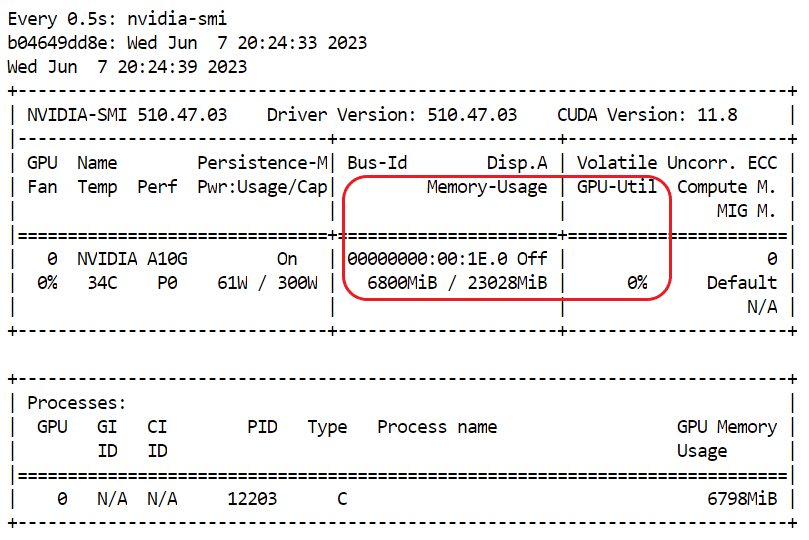 Every 0.5s: nvidia-smi
b04649dd8e: Wed Jun  7 20:24:33 2023
Wed Jun  7 20:24:39 2023
+-----------------------------------------------------------------------------+
| NVIDIA-SMI 510.47.03    Driver Version: 510.47.03    CUDA Version: 11.8     |
|-------------------------------+----------------------+----------------------+
| GPU  Name        Persistence-M| Bus-Id        Disp.A | Volatile Uncorr. ECC |
| Fan  Temp  Perf  Pwr:Usage/Cap|         Memory-Usage | GPU-Util  Compute M. |
|                               |                      |               MIG M. |
|===============================+======================+======================|
|   0  NVIDIA A10G         On   | 00000000:00:1E.0 Off |                    0 |
|  0%   34C    P0    61W / 300W |   6800MiB / 23028MiB |      0%      Default |
|                               |                      |                  N/A |
+-------------------------------+----------------------+----------------------+

+-----------------------------------------------------------------------------+
| Processes:                                                                  |
|  GPU   GI   CI        PID   Type   Process name                  GPU Memory |
|        ID   ID                                                   Usage      |
|=============================================================================|
|    0   N/A  N/A     12203      C                                    6798MiB |
+-----------------------------------------------------------------------------+